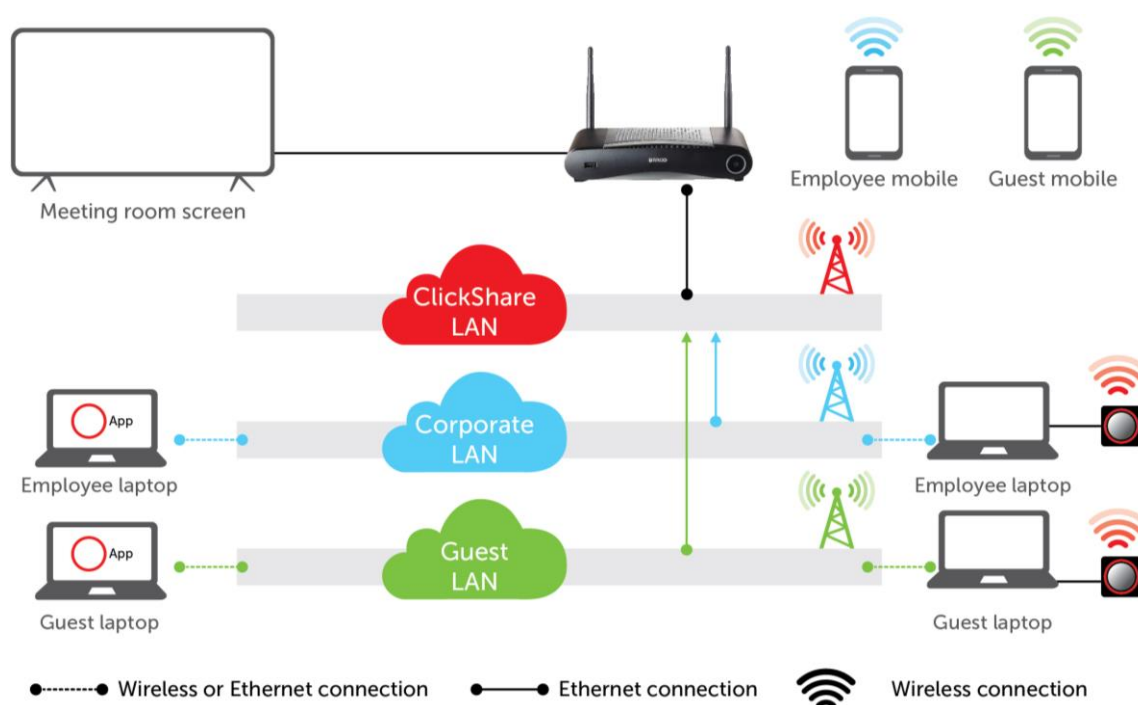 Employee mobile
Guest mobile
Meeting room screen
ClickShare
LAN
App
Corporate
LAN
Employee laptop
Employee laptop
App
Guest
LAN
Guest laptop
Guest laptop
Wireless or Ethernet connection
Ethernet connection
Wireless connection